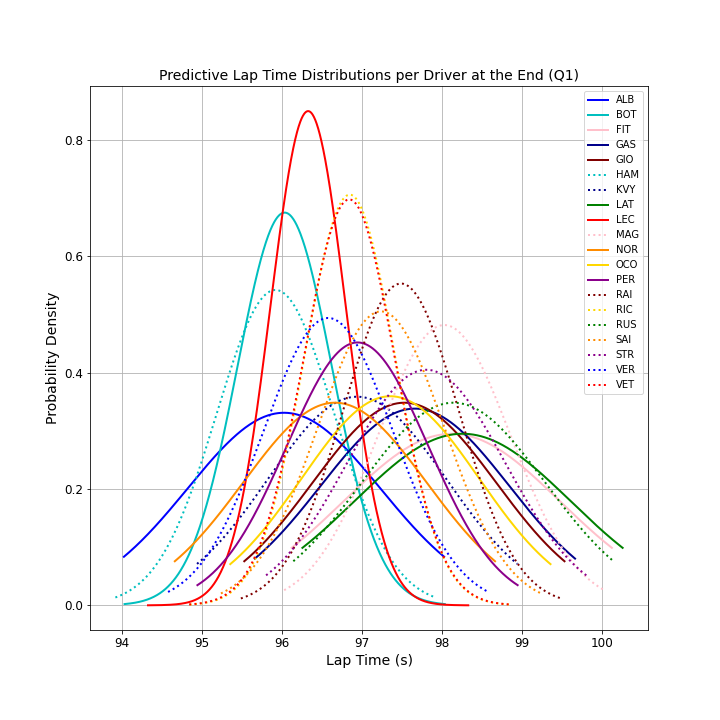 Predictive Lap Time Distributions per Driver at the End (Q1)
ALB
BOT
FIT
GAS
GIO
HAM
KVY
LAT
LEC
MAG
NOR
OCO
PER
RAI
RIC
RUS
SAI
STR
VER
VET
Probability Density
0.8
0.6
0.4
0.2
0.0
94 95 96 97 98 99 100
Lap Time (s)